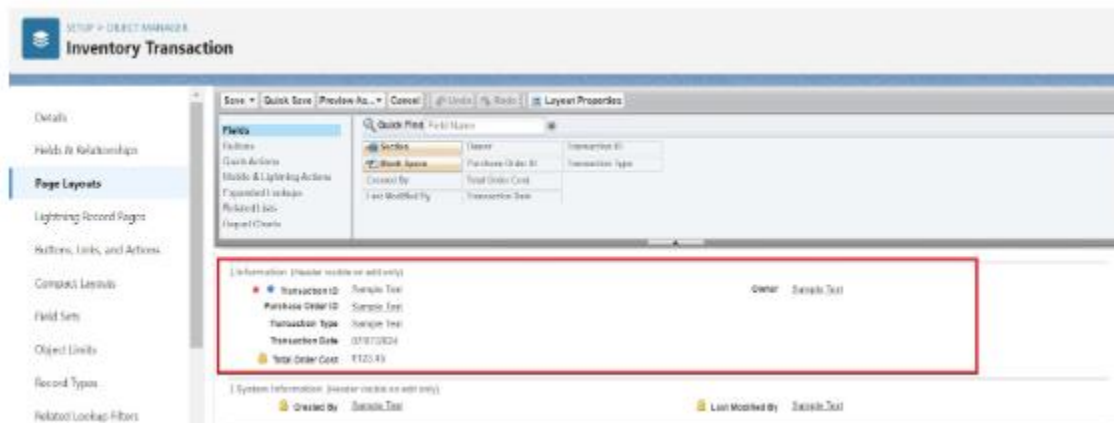 SETUP > OBJECT MANAGER
Inventory Transaction
Details
Fields & Relationships
Page Layouts
Lightning Record Pages
Buttons, Links, and Actions
Compact Layouts
Field Sets
Object Limits
Record Types
Related Lookup Filters
Save Quick Save Preview As... Cancel Undo Redo Layout Properties
Fields
Buttons
Quick Actions
Mobile & Lightning Actions
Expanded Lookups
Related Lists
Report Charts
Quick Find Field Name
Section Owner Transaction ID
Blank Space Purchase Order ID Transaction Type
Created By Total Order Cost
Last Modified By Transaction Date
Information (Header visible on edit only)
Transaction ID Sample Text Owner Sample Text
Purchase Order ID Sample Text
Transaction Type Sample Text
Transaction Date 07/07/2024
Total Order Cost ₹123.45
System Information (Header visible on edit only)
Created By Sample Text Last Modified By Sample Text